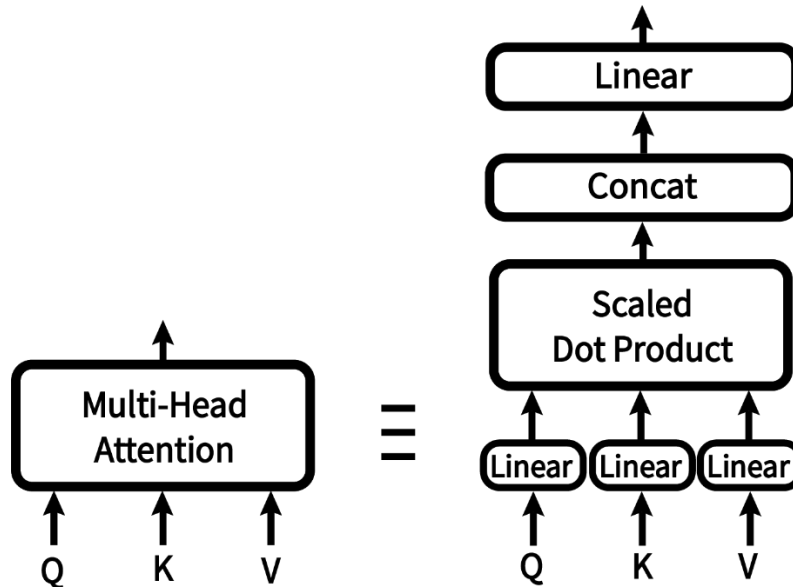 Multi-Head
Attention
Q K V
≡
Linear
Concat
Scaled
Dot Product
Linear Linear Linear
Q K V